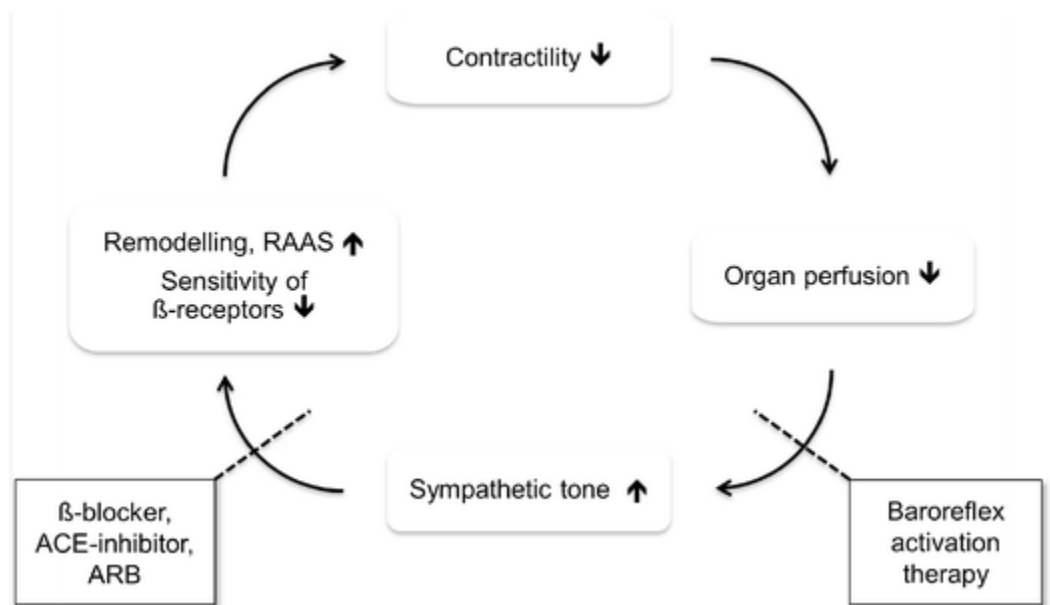 Contractility ↓
Remodelling, RAAS ↑
Sensitivity of
ß-receptors ↓
Organ perfusion ↓
Sympathetic tone ↑
ß-blocker,
ACE-inhibitor,
ARB
Baroreflex
activation
therapy